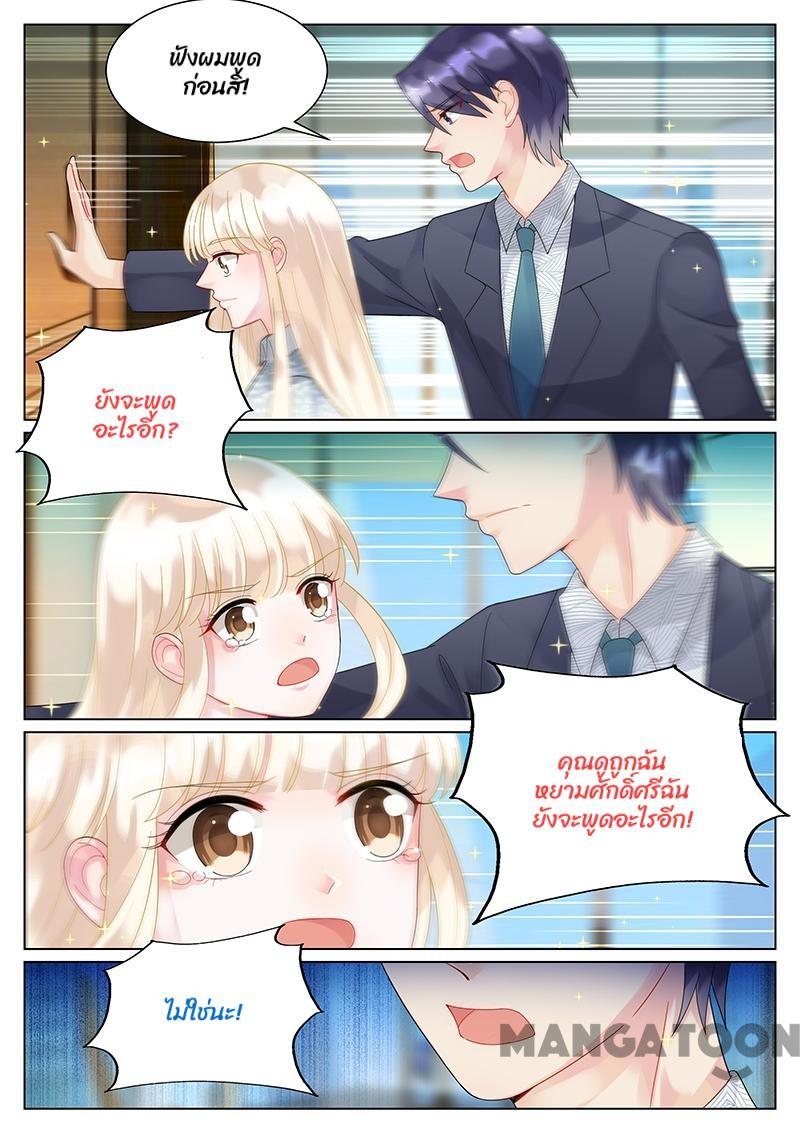 ฟังผมพูด
ก่อนสิ!
ยังจะพูด
อะไรอีก?
คุณดูถูกฉัน
หยามศักดิ์ศรีฉัน
ยังจะพูดอะไรอีก!
ไม่ใช่นะ!
MANGATOON